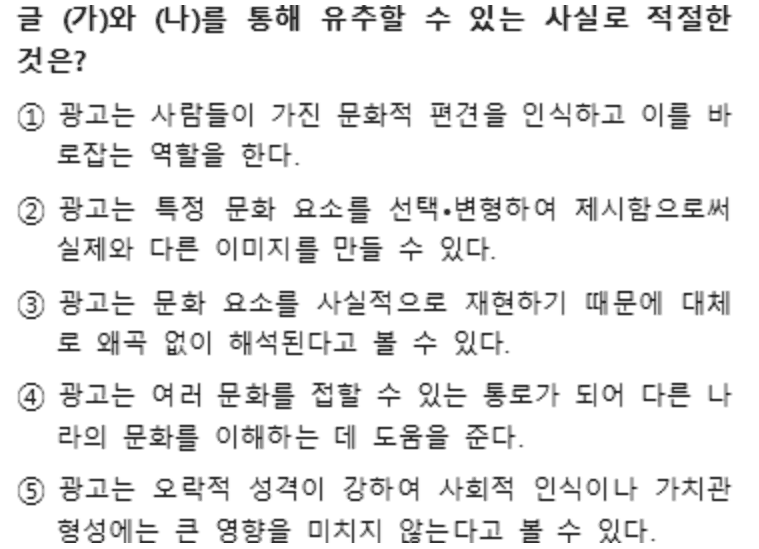 글 (가)와 (나)를 통해 유추할 수 있는 사실로 적절한
것은?
① 광고는 사람들이 가진 문화적 편견을 인식하고 이를 바
로잡는 역할을 한다.
② 광고는 특정 문화 요소를 선택•변형하여 제시함으로써
실제와 다른 이미지를 만들 수 있다.
③ 광고는 문화 요소를 사실적으로 재현하기 때문에 대체
로 왜곡 없이 해석된다고 볼 수 있다.
④ 광고는 여러 문화를 접할 수 있는 통로가 되어 다른 나
라의 문화를 이해하는 데 도움을 준다.
⑤ 광고는 오락적 성격이 강하여 사회적 인식이나 가치관
형성에는 큰 영향을 미치지 않는다고 볼 수 있다.